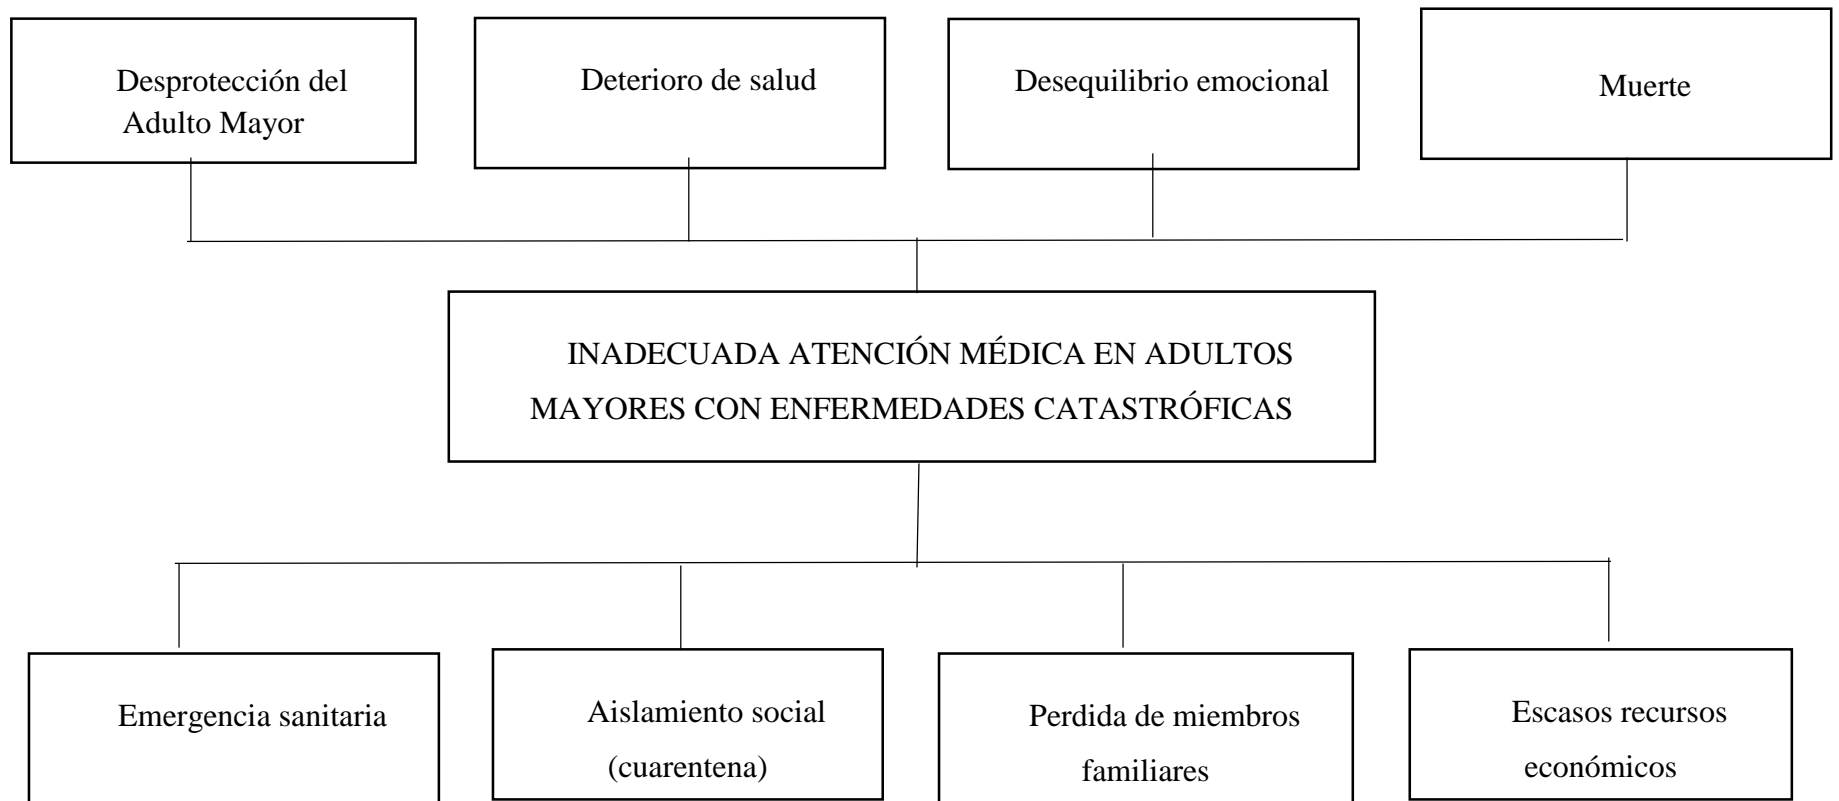 Desprotección del
Adulto Mayor
Deterioro de salud
Desequilibrio emocional
Muerte
INADECUADA ATENCIÓN MÉDICA EN ADULTOS
MAYORES CON ENFERMEDADES CATASTRÓFICAS
Emergencia sanitaria
Aislamiento social
(cuarentena)
Perdida de miembros
familiares
Escasos recursos
económicos